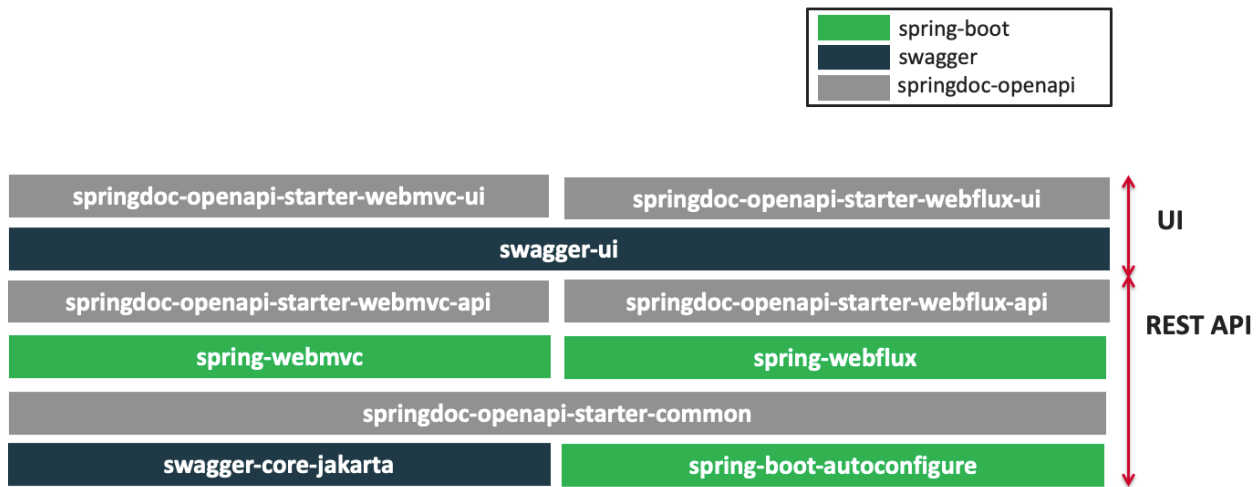 spring-boot
swagger
springdoc-openapi
springdoc-openapi-starter-webmvc-ui
springdoc-openapi-starter-webflux-ui
UI
swagger-ui
springdoc-openapi-starter-webmvc-api
springdoc-openapi-starter-webflux-api
REST API
spring-webmvc
spring-webflux
springdoc-openapi-starter-common
swagger-core-jakarta
spring-boot-autoconfigure